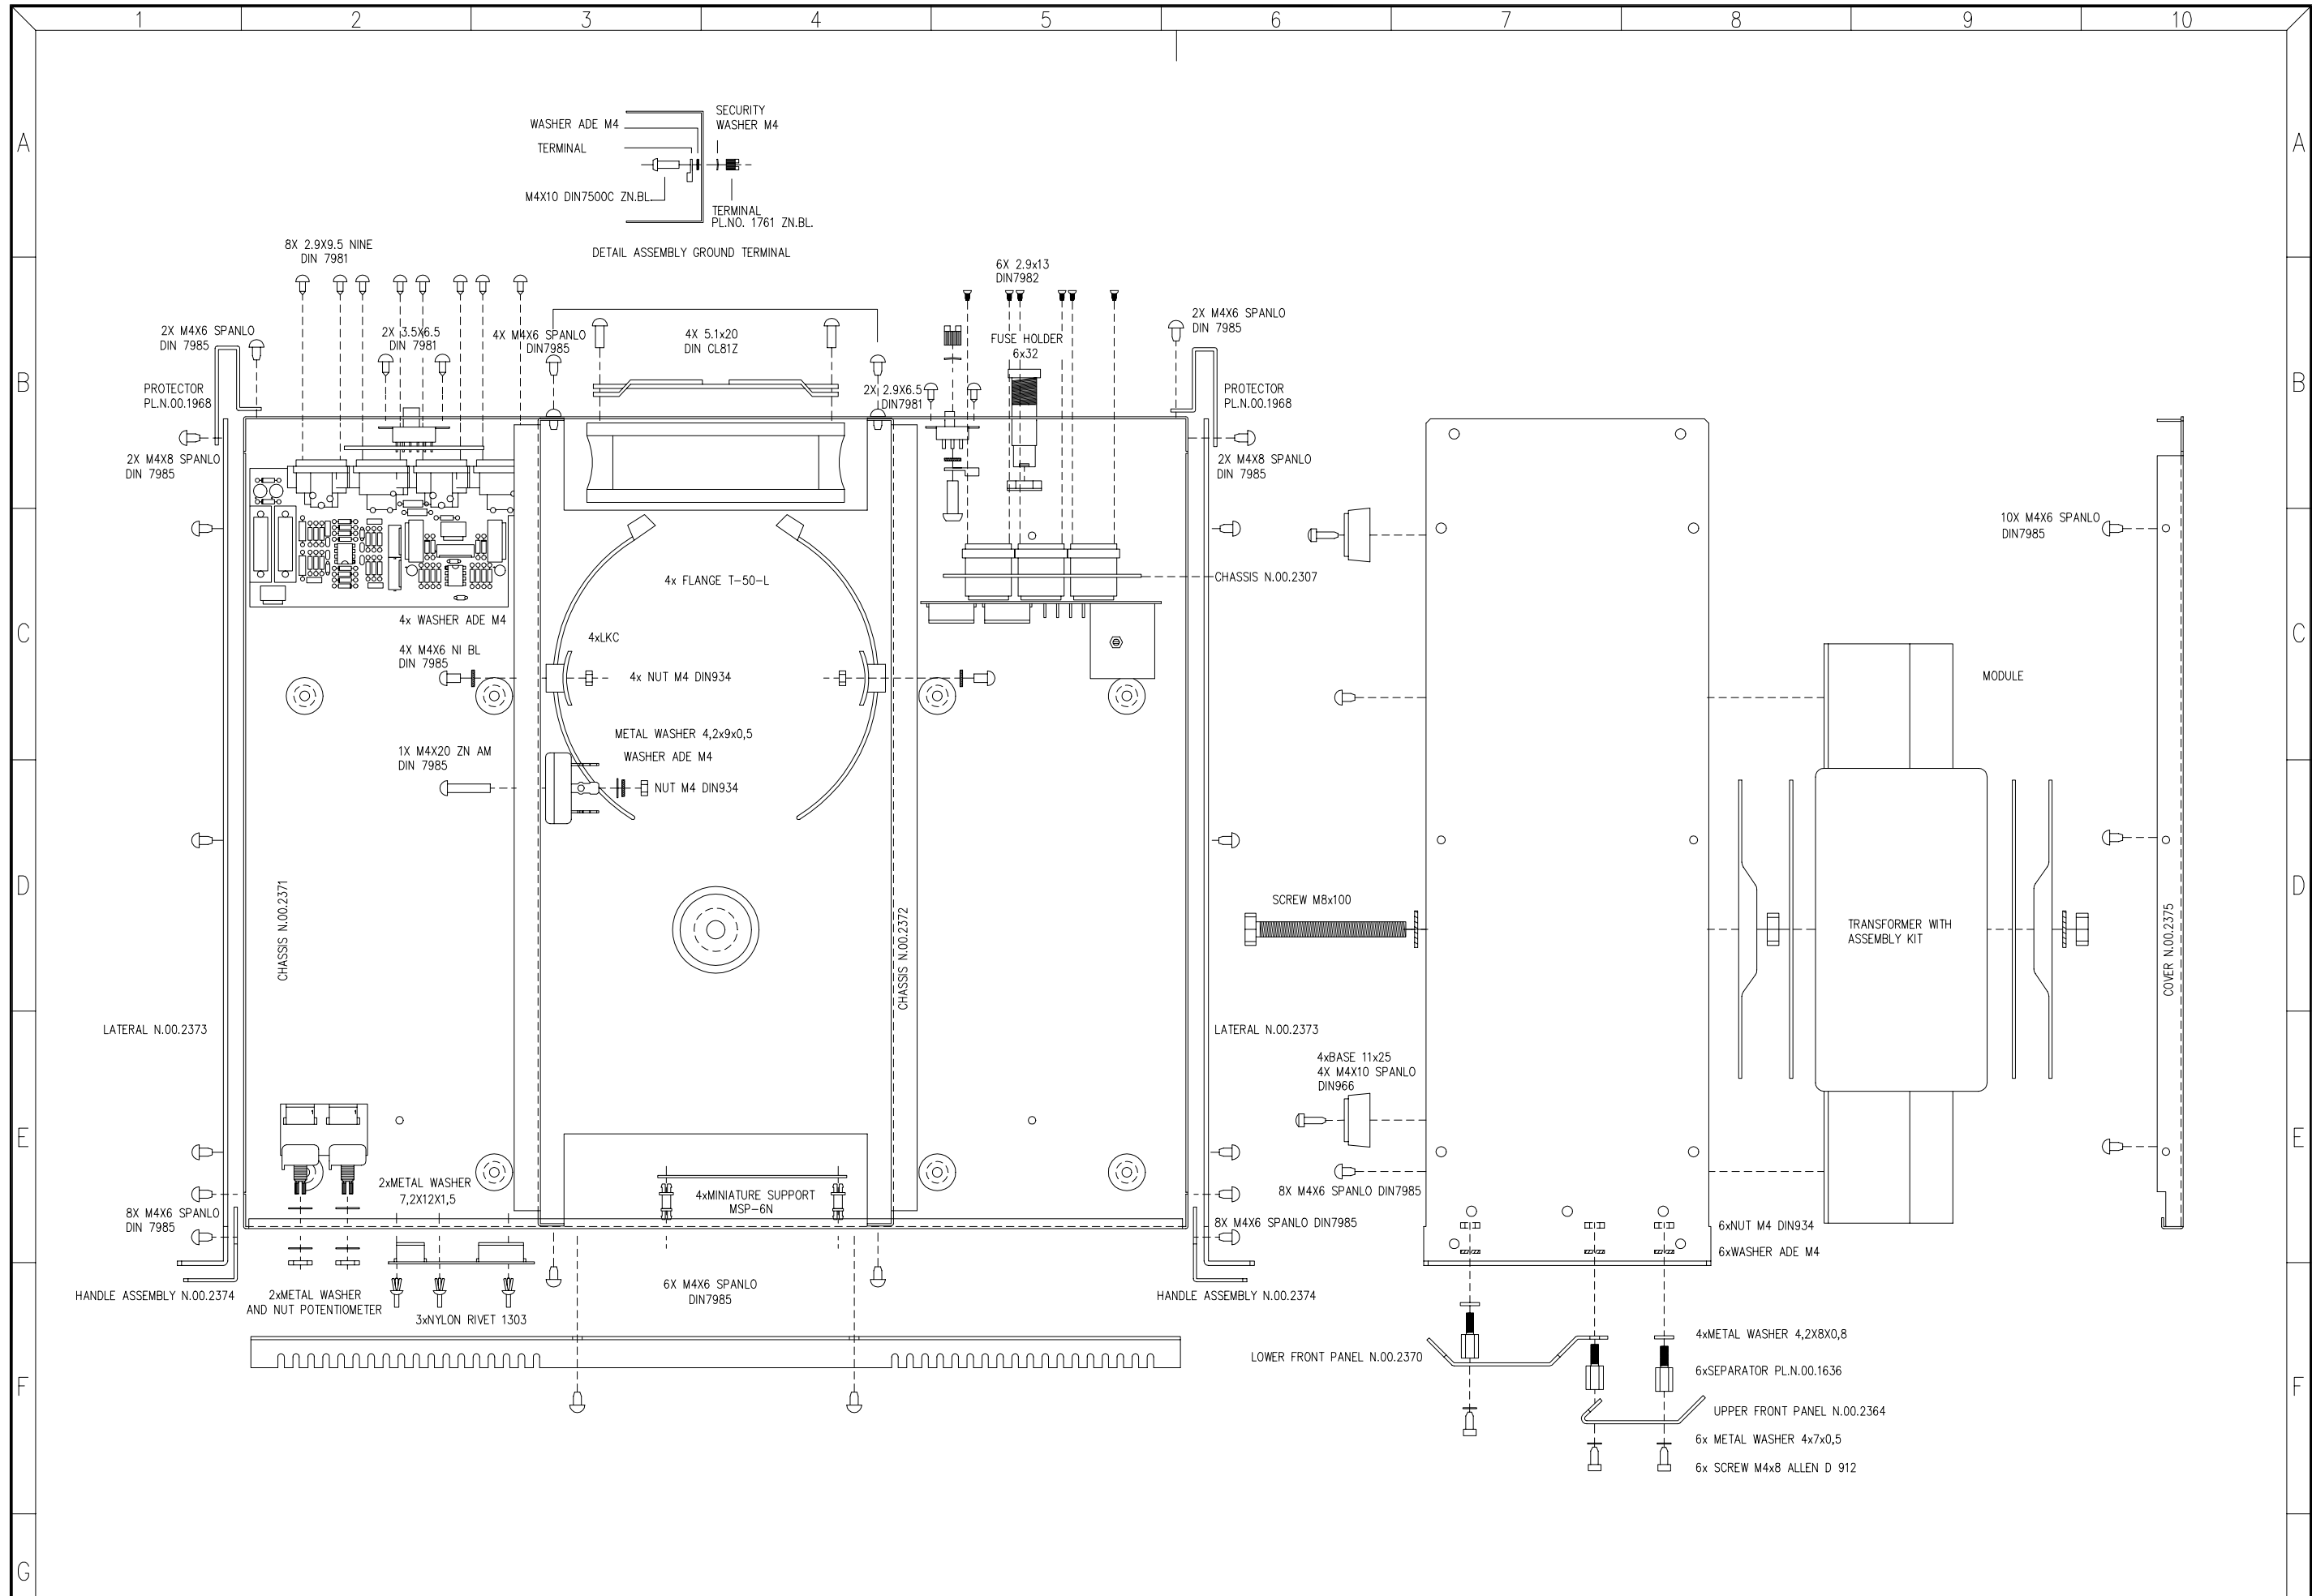 1 2 3 4 5 6 7 8 9 10
A
A
WASHER ADE M4
SECURITY
WASHER M4
TERMINAL
M4X10 DIN7500C ZN.BL.
TERMINAL
PL.NO. 1761 ZN.BL.
DETAIL ASSEMBLY GROUND TERMINAL
8X 2.9X9.5 NINE
DIN 7981
6X 2.9x13
DIN7982
2X M4X6 SPANLO
DIN 7985
2X 3.5X6.5
DIN 7981
4X M4X6 SPANLO
DIN7985
4X 5.1x20
DIN CL81Z
FUSE HOLDER
6x32
2X M4X6 SPANLO
DIN 7985
B
B
PROTECTOR
PL.N.00.1968
2X 2.9X6.5
DIN7981
PROTECTOR
PL.N.00.1968
2X M4X8 SPANLO
DIN 7985
2X M4X8 SPANLO
DIN 7985
10X M4X6 SPANLO
DIN7985
4x FLANGE T-50-L
CHASSIS N.00.2307
C
C
4x WASHER ADE M4
4xLKC
4X M4X6 NI BL
DIN 7985
4x NUT M4 DIN934
MODULE
METAL WASHER 4,2x9x0,5
WASHER ADE M4
1X M4X20 ZN AM
DIN 7985
NUT M4 DIN934
D
D
CHASSIS N.00.2371
CHASSIS N.00.2372
SCREW M8x100
TRANSFORMER WITH
ASSEMBLY KIT
COVER N.00.2375
LATERAL N.00.2373
LATERAL N.00.2373
4xBASE 11x25
4X M4X10 SPANLO
DIN966
E
E
2xMETAL WASHER
7,2X12X1,5
4xMINIATURE SUPPORT
MSP-6N
8X M4X6 SPANLO DIN7985
8X M4X6 SPANLO
DIN 7985
8X M4X6 SPANLO DIN7985
6xNUT M4 DIN934
6xWASHER ADE M4
HANDLE ASSEMBLY N.00.2374
2xMETAL WASHER
AND NUT POTENTIOMETER
3xNYLON RIVET 1303
6X M4X6 SPANLO
DIN7985
HANDLE ASSEMBLY N.00.2374
LOWER FRONT PANEL N.00.2370
4xMETAL WASHER 4,2X8X0,8
6xSEPARATOR PL.N.00.1636
F
F
UPPER FRONT PANEL N.00.2364
6x METAL WASHER 4x7x0,5
6x SCREW M4x8 ALLEN D 912
G